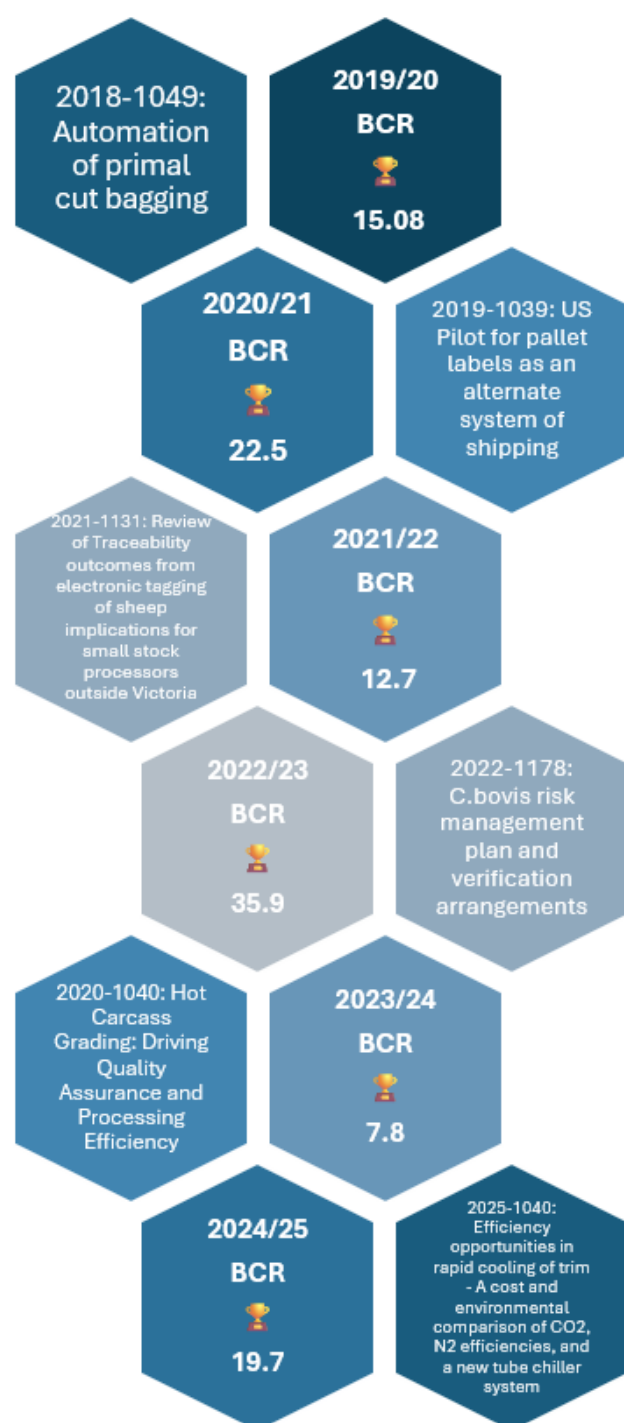 2018-1049:
Automation
of primal
cut bagging
2019/20
BCR
15.08
2020/21
BCR
22.5
2019-1039: US
Pilot for pallet
labels as an
alternate
system of
shipping
2021-1131: Review
of Traceability
outcomes from
electronic tagging
of sheep
implications for
small stock
processors
outside Victoria
2021/22
BCR
12.7
2022/23
BCR
35.9
2022-1178:
C.bovis risk
management
plan and
verification
arrangements
2020-1040: Hot
Carcass
Grading: Driving
Quality
Assurance and
Processing
Efficiency
2023/24
BCR
7.8
2024/25
BCR
19.7
2025-1040:
Efficiency
opportunities in
rapid cooling of trim
- A cost and
environmental
comparison of CO2,
N2 efficiencies, and
a new tube chiller
system